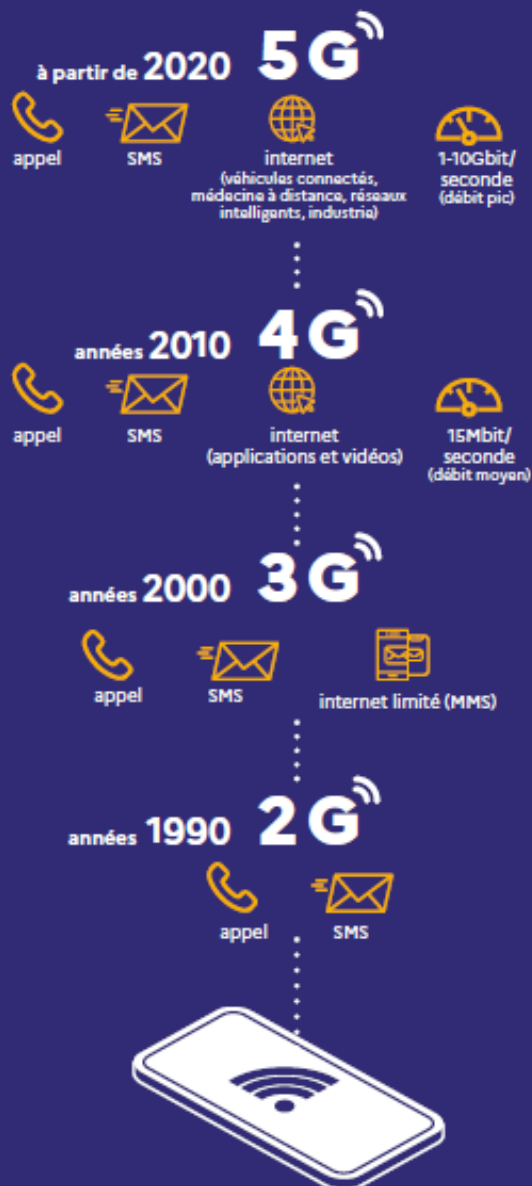 à partir de 2020 5G
appel
SMS
internet
(véhicules connectés,
médecine à distance, réseaux
intelligents, industrie)
1-10Gbit/
seconde
(débit pic)
années 2010 4G
appel
SMS
internet
(applications et vidéos)
15Mbit/
seconde
(débit moyen)
années 2000 3G
appel
SMS
internet limité (MMS)
années 1990 2G
appel
SMS